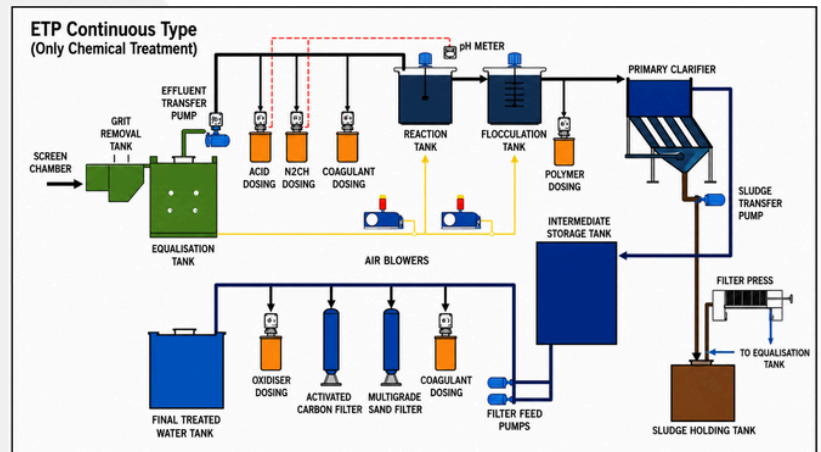 ETP Continuous Type
(Only Chemical Treatment)
pH METER
PRIMARY CLARIFIER
EFFLUENT
TRANSFER
PUMP
GRIT
REMOVAL
TANK
SCREEN
CHAMBER
REACTION
TANK
FLOCCULATION
TANK
ACID
DOSING
N2CH
DOSING
COAGULANT
DOSING
POLYMER
DOSING
SLUDGE
TRANSFER
PUMP
EQUALISATION
TANK
INTERMEDIATE
STORAGE TANK
AIR BLOWERS
FILTER PRESS
TO EQUALISATION
TANK
OXIDISER
DOSING
ACTIVATED
CARBON FILTER
MULTIGRADE
SAND FILTER
COAGULANT
DOSING
FILTER FEED
PUMPS
FINAL TREATED
WATER TANK
SLUDGE HOLDING TANK